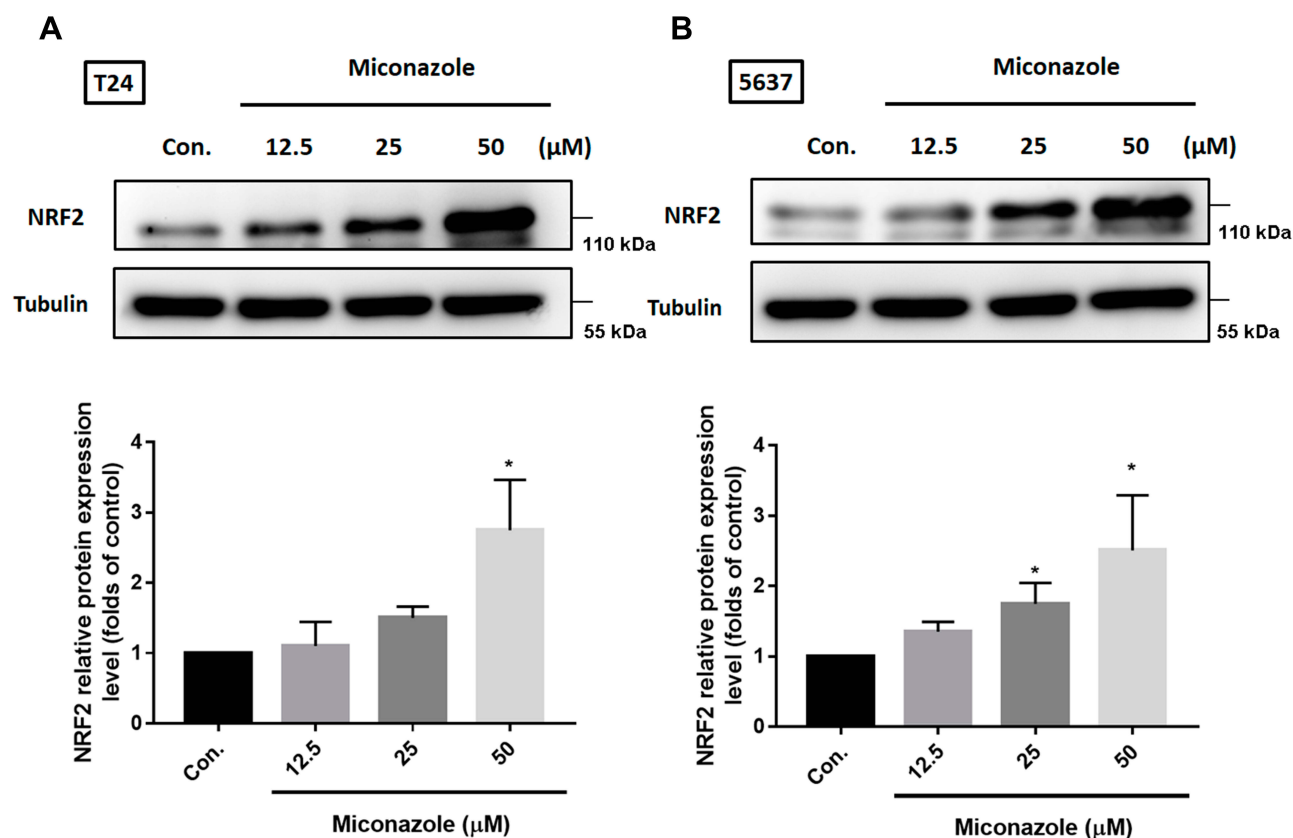 A
T24
Miconazole
Con. 12.5 25 50 (μM)
NRF2
110 kDa
Tubulin
55 kDa
NRF2 relative protein expression
level (folds of control)
4
3
2
1
0
*
Con. 12.5 25 50
Miconazole (μM)
B
5637
Miconazole
Con. 12.5 25 50 (μM)
NRF2
110 kDa
Tubulin
55 kDa
NRF2 relative protein expression
level (folds of control)
4
3
2
1
0
*
*
Con. 12.5 25 50
Miconazole (μM)